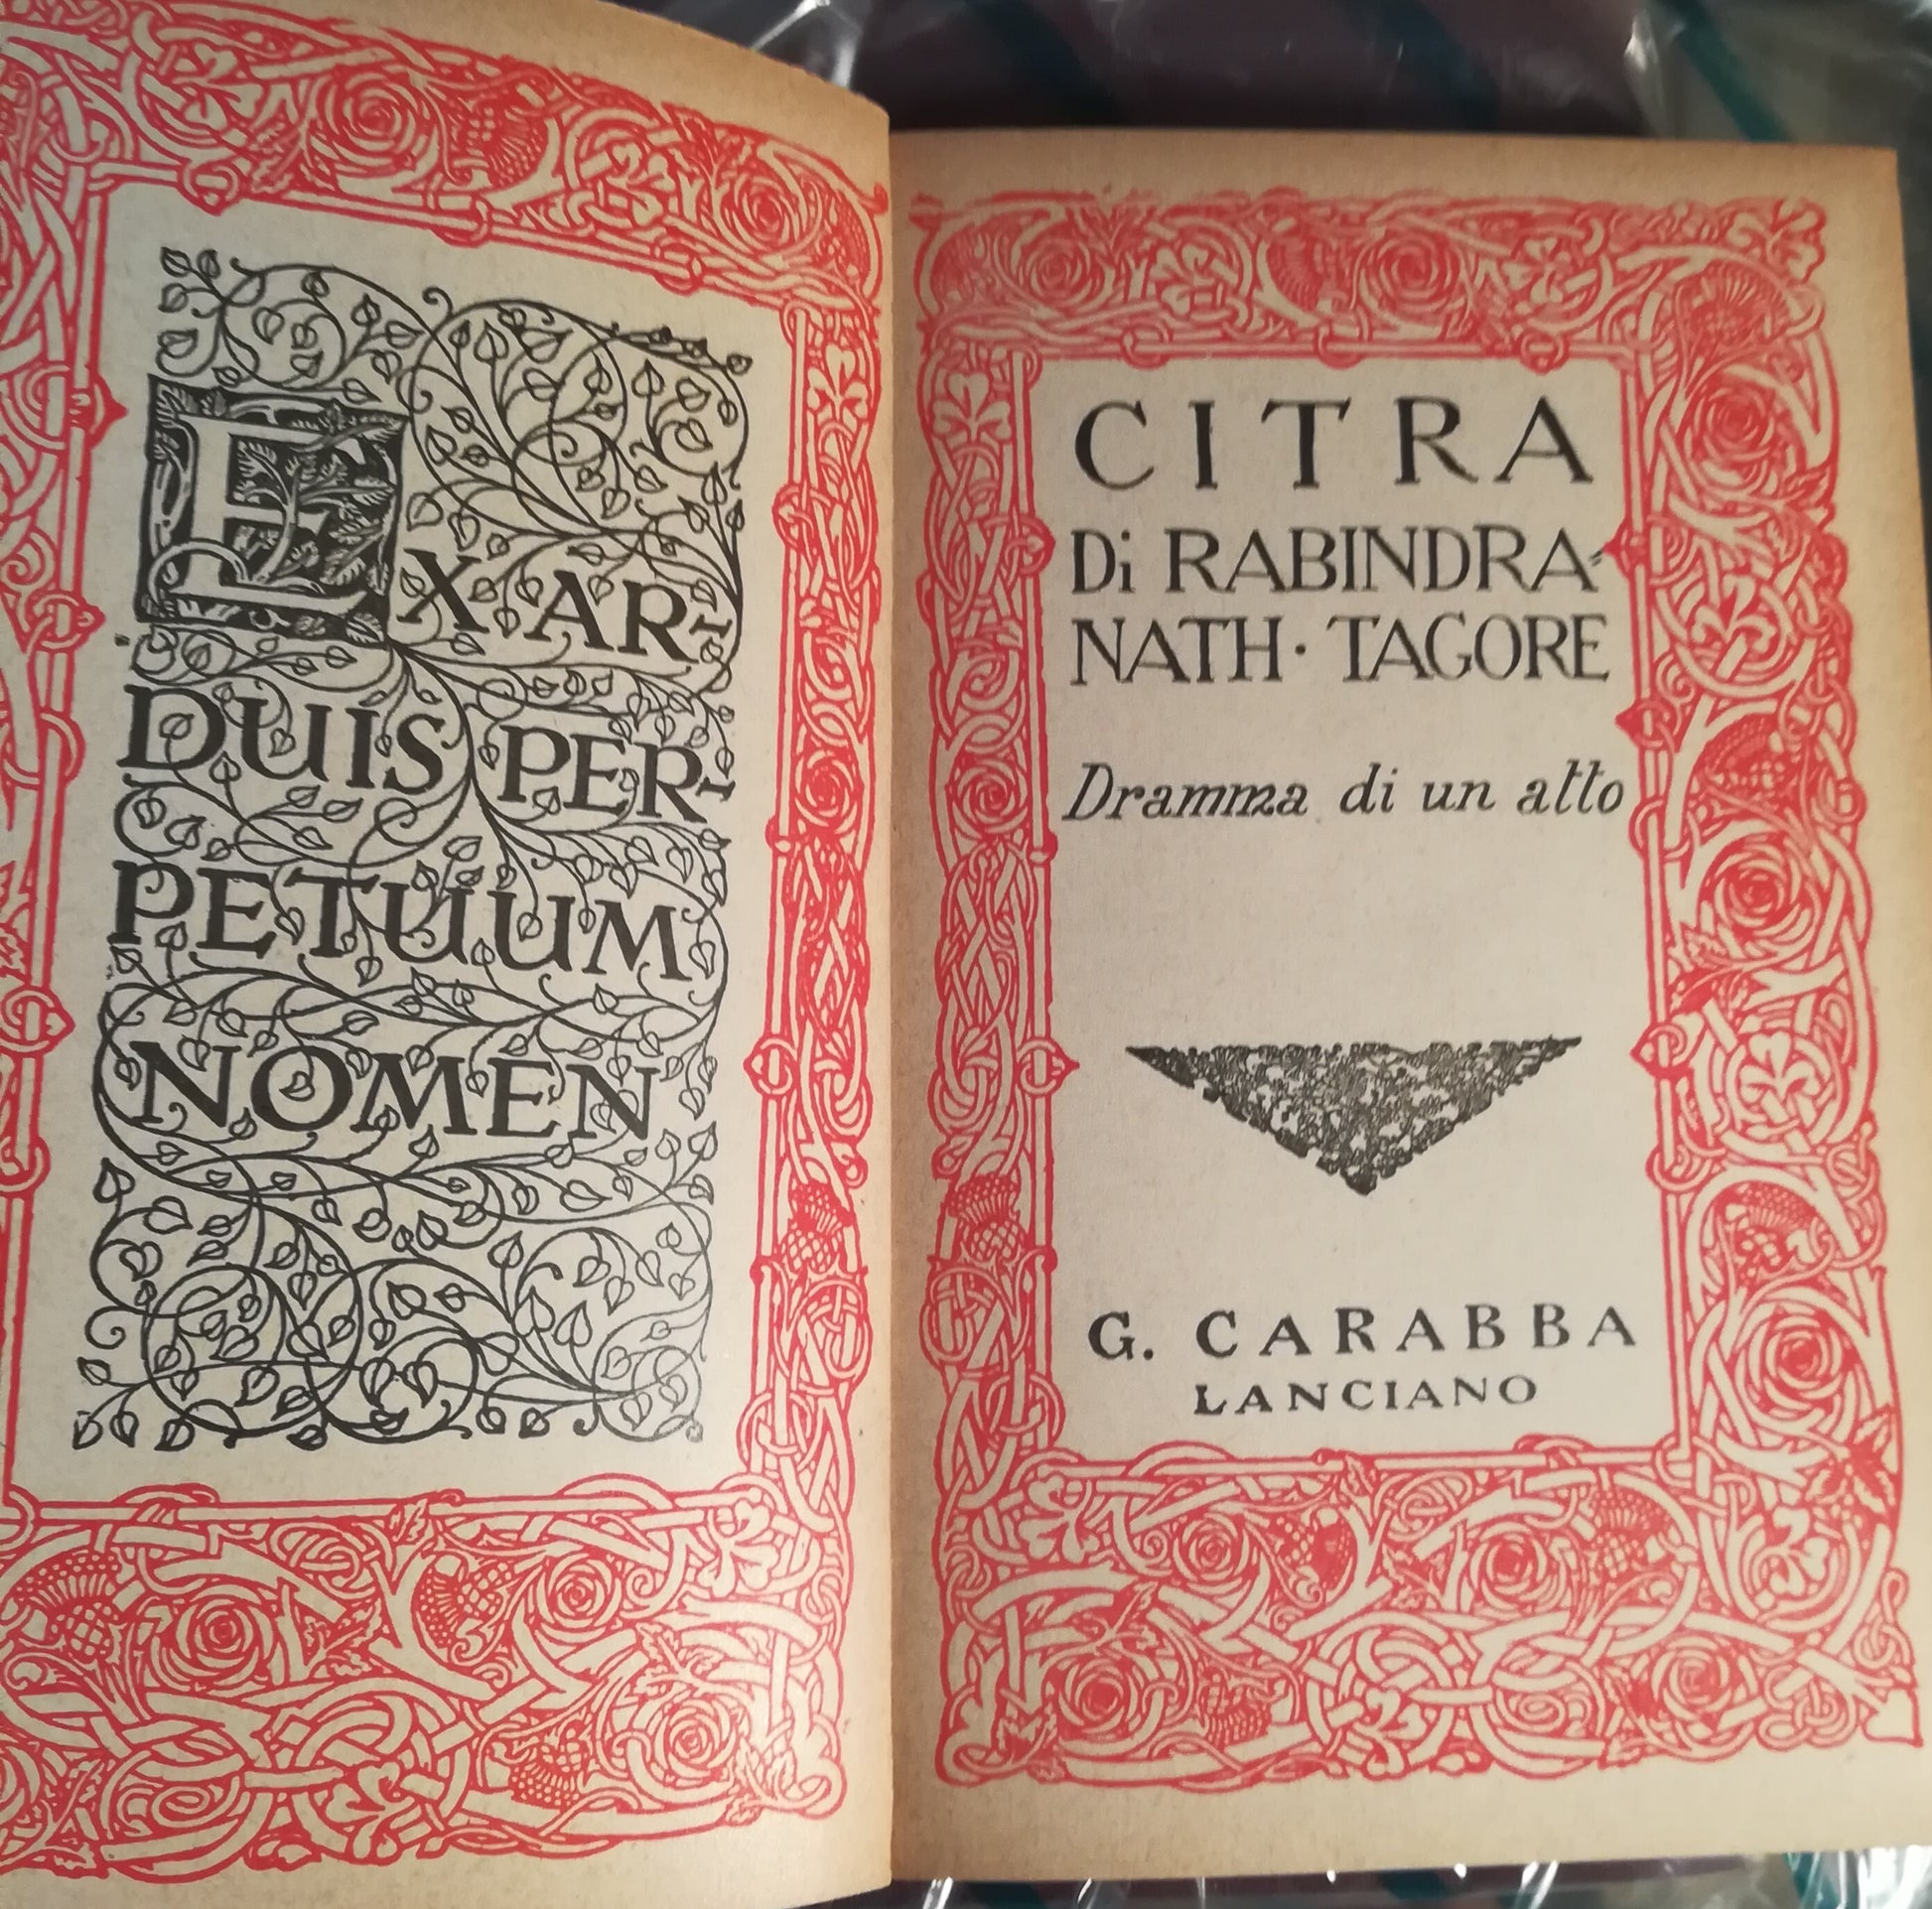 EX AR-
DUIS PER-
PETUUM
NOMEN
CITRA
Di RABINDRA-
NATH · TAGORE
Dramma di un atto
G. CARABBA
LANCIANO